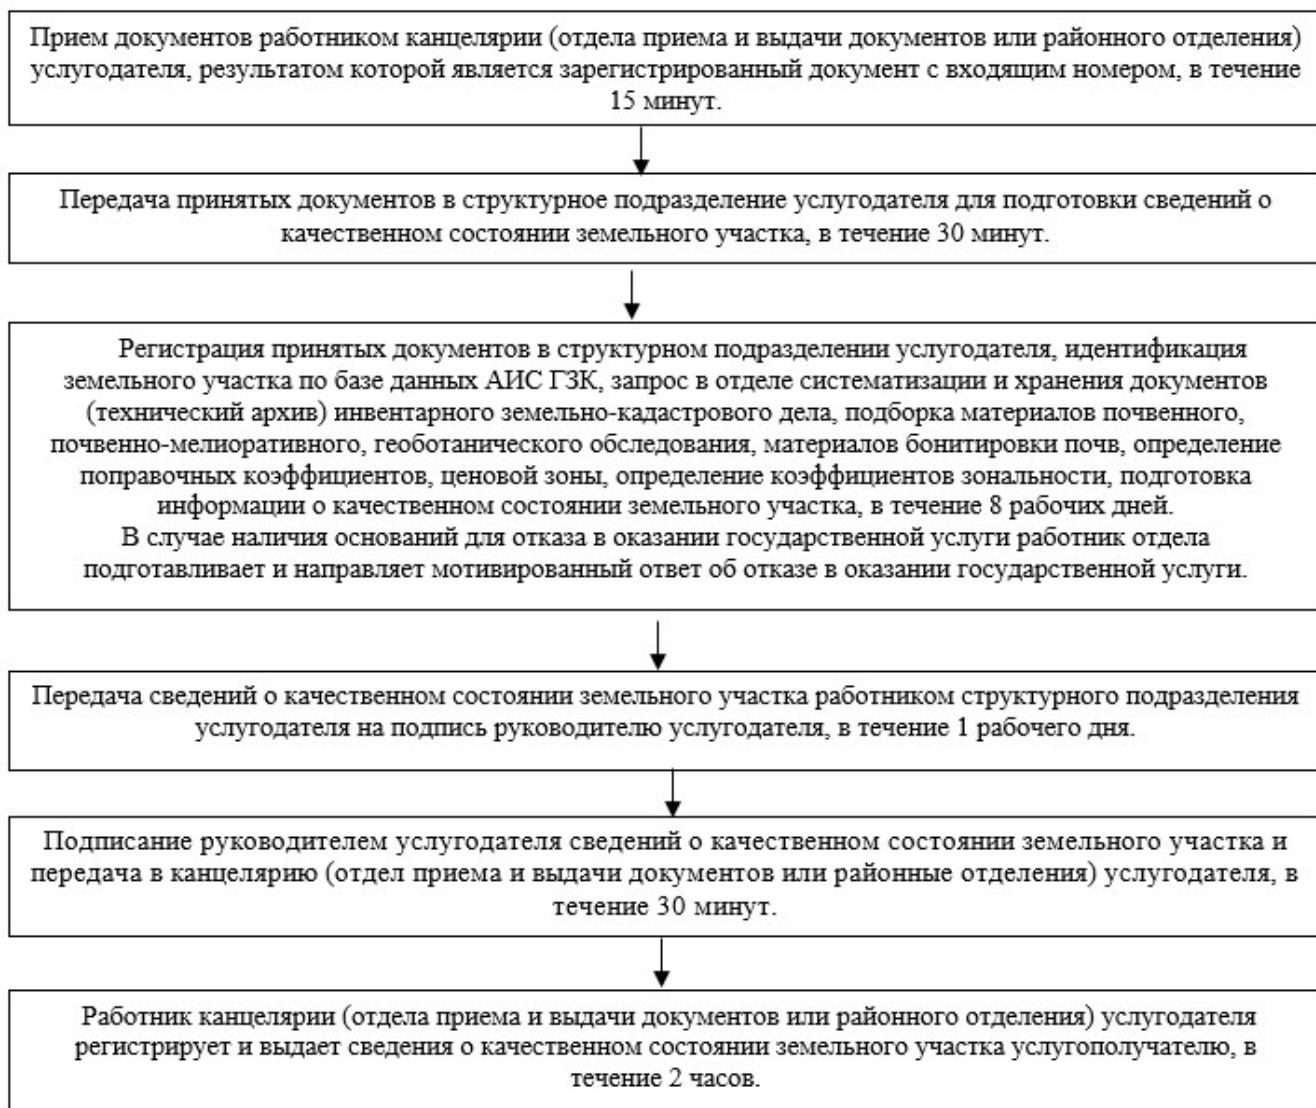 Прием документов работником канцелярии (отдела приема и выдачи документов или районного отделения)
услугодателя, результатом которой является зарегистрированный документ с входящим номером, в течение
15 минут.
Передача принятых документов в структурное подразделение услугодателя для подготовки сведений о
качественном состоянии земельного участка, в течение 30 минут.
Регистрация принятых документов в структурном подразделении услугодателя, идентификация
земельного участка по базе данных АИС ГЗК, запрос в отделе систематизации и хранения документов
(технический архив) инвентарного земельно-кадастрового дела, подборка материалов почвенного,
почвенно-мелиоративного, геоботанического обследования, материалов бонитировки почв, определение
поправочных коэффициентов, ценовой зоны, определение коэффициентов зональности, подготовка
информации о качественном состоянии земельного участка, в течение 8 рабочих дней.
В случае наличия оснований для отказа в оказании государственной услуги работник отдела
подготавливает и направляет мотивированный ответ об отказе в оказании государственной услуги.
Передача сведений о качественном состоянии земельного участка работником структурного подразделения
услугодателя на подпись руководителю услугодателя, в течение 1 рабочего дня.
Подписание руководителем услугодателя сведений о качественном состоянии земельного участка и
передача в канцелярию (отдел приема и выдачи документов или районные отделения) услугодателя, в
течение 30 минут.
Работник канцелярии (отдела приема и выдачи документов или районного отделения) услугодателя
регистрирует и выдает сведения о качественном состоянии земельного участка услугополучателю, в
течение 2 часов.